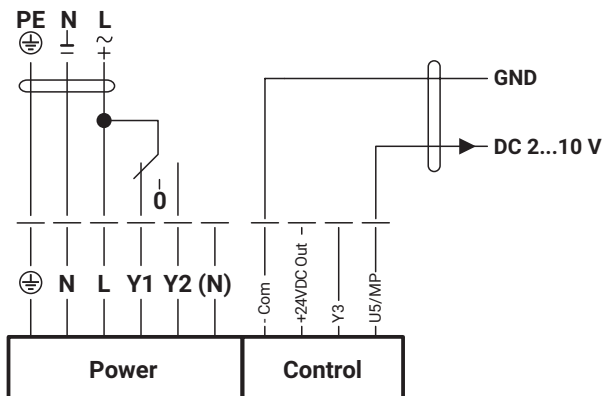 PE N L
GND
DC 2...10 V
0
N L Y1 Y2 (N)
- Com
+24VDC Out
Y3
U5/MP
Power
Control